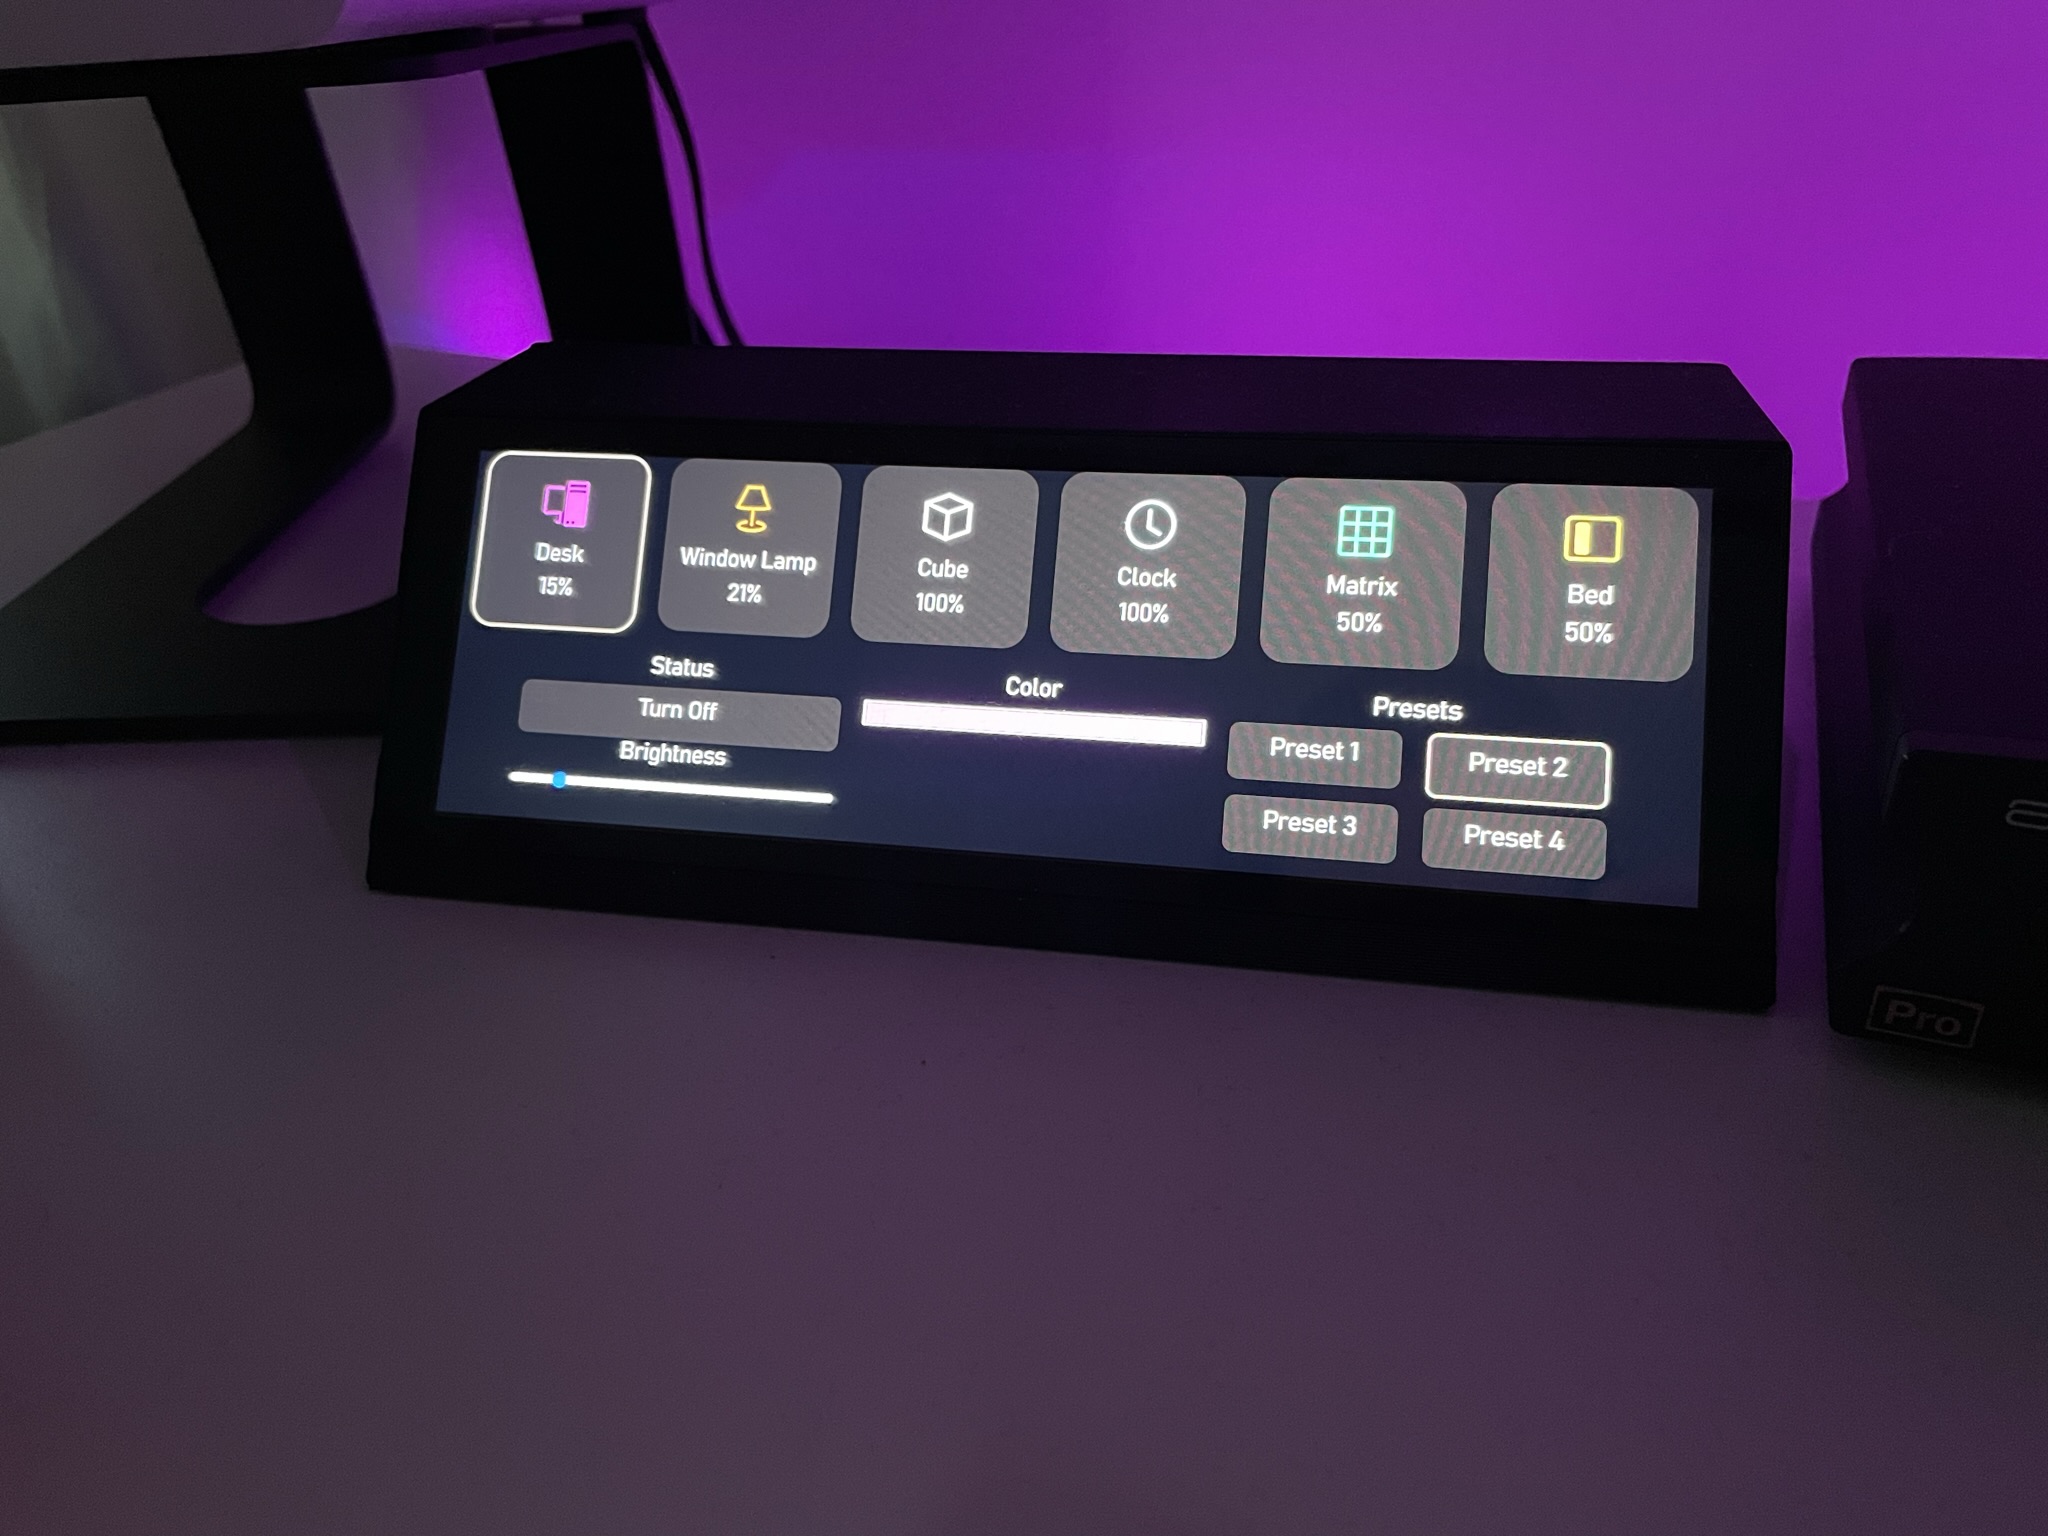 Desk
15%
Window Lamp
21%
Cube
100%
Clock
100%
Matrix
50%
Bed
50%
Status
Turn Off
Brightness
Color
Presets
Preset 1
Preset 2
Preset 3
Preset 4
Pro